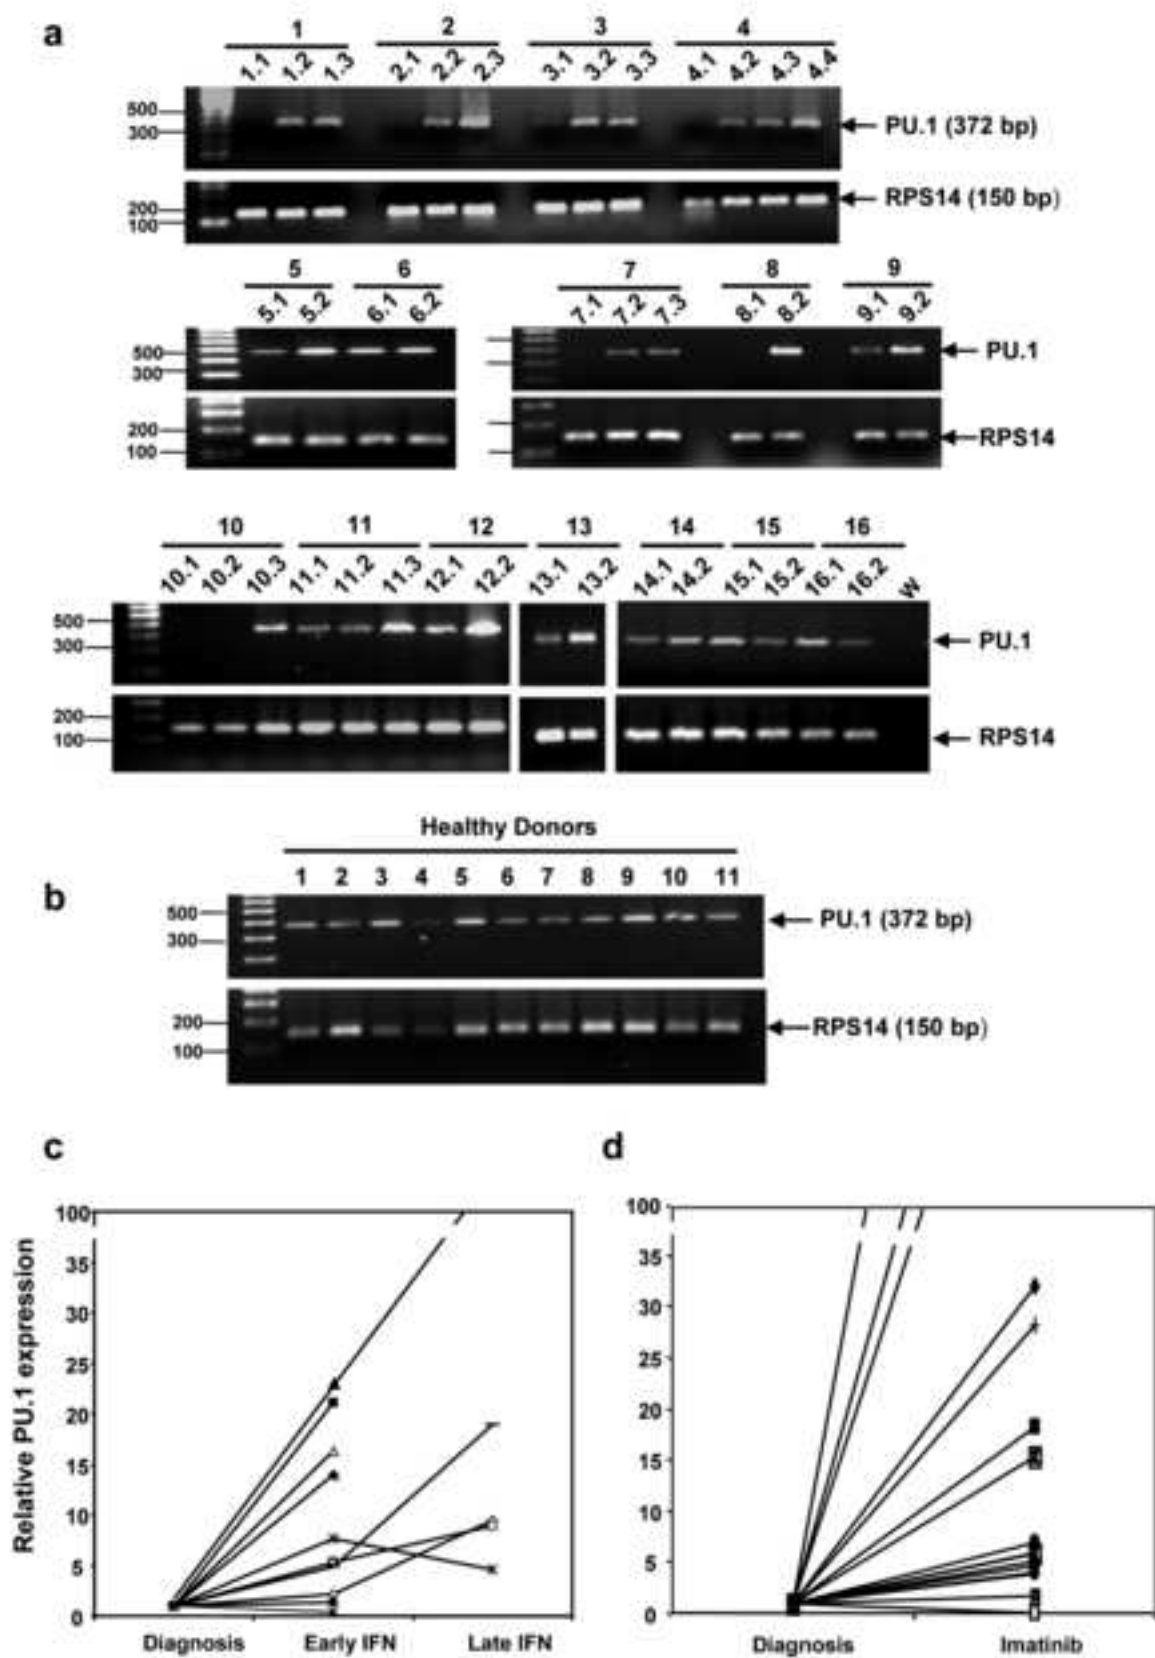 a
1 2 3 4
1.1 1.2 1.3 2.1 2.2 2.3 3.1 3.2 3.3 4.1 4.2 4.3 4.4
500
300
PU.1 (372 bp)
200
100
RPS14 (150 bp)
5 6 7 8 9
5.1 5.2 6.1 6.2 7.1 7.2 7.3 8.1 8.2 9.1 9.2
500
300
PU.1
200
100
RPS14
10 11 12 13 14 15 16
10.1 10.2 10.3 11.1 11.2 11.3 12.1 12.2 13.1 13.2 14.1 14.2 15.1 15.2 16.1 16.2 W
500
300
PU.1
200
100
RPS14
Healthy Donors
b
1 2 3 4 5 6 7 8 9 10 11
500
300
PU.1 (372 bp)
200
100
RPS14 (150 bp)
c
Relative PU.1 expression
100
35
30
25
20
15
10
5
0
Diagnosis Early IFN Late IFN
d
100
35
30
25
20
15
10
5
0
Diagnosis Imatinib